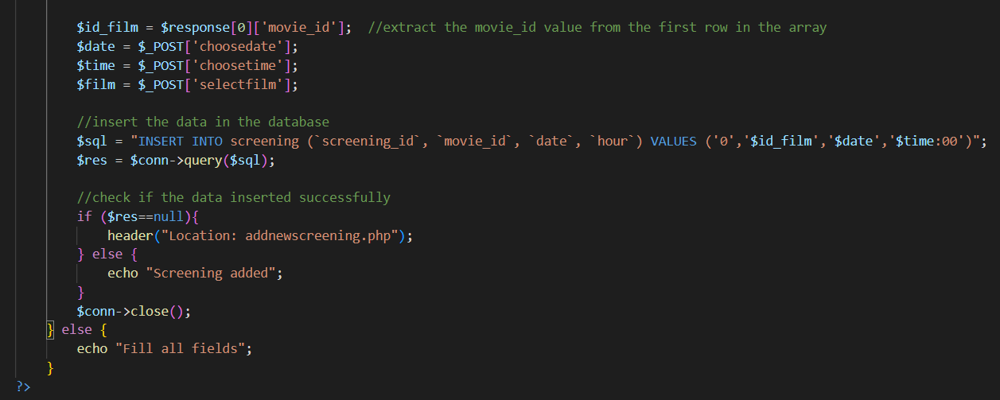 $id_film = $response[0]['movie_id'];  //extract the movie_id value from the first row in the array
$date = $_POST['choosedate'];
$time = $_POST['choosetime'];
$film = $_POST['selectfilm'];
//insert the data in the database
$sql = "INSERT INTO screening (`screening_id`, `movie_id`, `date`, `hour`) VALUES ('0','$id_film','$date','$time:00')";
$res = $conn->query($sql);
//check if the data inserted successfully
if ($res==null){
header("Location: addnewscreening.php");
} else {
echo "Screening added";
}
$conn->close();
} else {
echo "Fill all fields";
}
?>